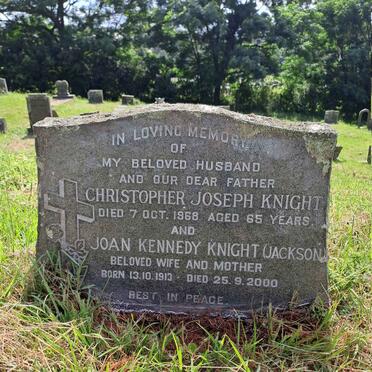 IN LOVING MEMORY
OF
MY BELOVED HUSBAND
AND OUR DEAR FATHER
CHRISTOPHER JOSEPH KNIGHT
DIED 7 OCT. 1968 AGED 65 YEARS.
AND
JOAN KENNEDY KNIGHT (JACKSON)
BELOVED WIFE AND MOTHER
BORN 13.10.1913 - DIED 25.9.2000
REST IN PEACE